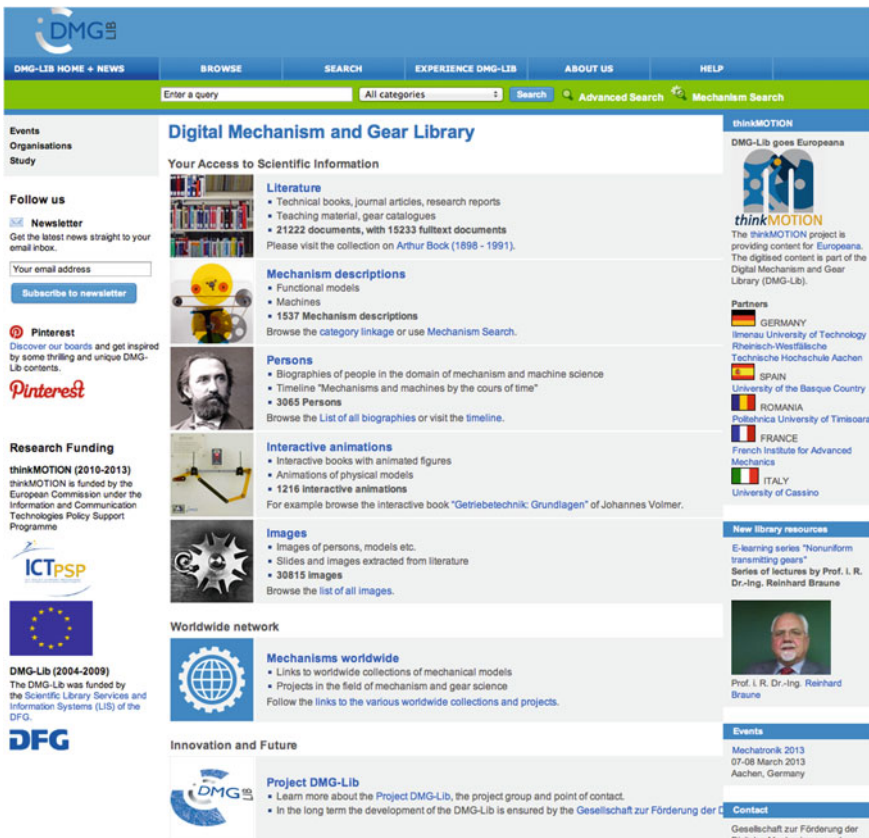 DMG LIB
DMG-LIB HOME + NEWS
BROWSE
SEARCH
EXPERIENCE DMG-LIB
ABOUT US
HELP
Enter a query
All categories
Search
Advanced Search
Mechanism Search
Events
Organisations
Study
Follow us
Newsletter
Get the latest news straight to your
email inbox.
Your email address
Subscribe to newsletter
Pinterest
Discover our boards and get inspired
by some thrilling and unique DMG-
Lib contents.
Pinterest
Research Funding
thinkMOTION (2010-2013)
thinkMOTION is funded by the
European Commission under the
Information and Communication
Technologies Policy Support
Programme
ICTPSP
DMG-Lib (2004-2009)
The DMG-Lib was funded by
the Scientific Library Services and
Information Systems (LIS) of the
DFG.
DFG
Digital Mechanism and Gear Library
Your Access to Scientific Information
Literature
▪ Technical books, journal articles, research reports
▪ Teaching material, gear catalogues
▪ 21222 documents, with 15233 fulltext documents
Please visit the collection on Arthur Bock (1898 - 1991).
Mechanism descriptions
▪ Functional models
▪ Machines
▪ 1537 Mechanism descriptions
Browse the category linkage or use Mechanism Search.
Persons
▪ Biographies of people in the domain of mechanism and machine science
▪ Timeline "Mechanisms and machines by the cours of time"
▪ 3065 Persons
Browse the List of all biographies or visit the timeline.
Interactive animations
▪ Interactive books with animated figures
▪ Animations of physical models
▪ 1216 interactive animations
For example browse the interactive book "Getriebetechnik: Grundlagen" of Johannes Volmer.
Images
▪ Images of persons, models etc.
▪ Slides and images extracted from literature
▪ 30815 images
Browse the list of all images.
Worldwide network
Mechanisms worldwide
▪ Links to worldwide collections of mechanical models
▪ Projects in the field of mechanism and gear science
Follow the links to the various worldwide collections and projects.
Innovation and Future
DMG LIB
Project DMG-Lib
▪ Learn more about the Project DMG-Lib, the project group and point of contact.
▪ In the long term the development of the DMG-Lib is ensured by the Gesellschaft zur Förderung der D
thinkMOTION
DMG-Lib goes Europeana
thinkMOTION
The thinkMOTION project is
providing content for Europeana.
The digitised content is part of the
Digital Mechanism and Gear
Library (DMG-Lib).
Partners
GERMANY
Ilmenau University of Technology
Rheinisch-Westfälische
Technische Hochschule Aachen
SPAIN
University of the Basque Country
ROMANIA
Politehnica University of Timisoara
FRANCE
French Institute for Advanced
Mechanics
ITALY
University of Cassino
New library resources
E-learning series "Nonuniform
transmitting gears"
Series of lectures by Prof. i. R.
Dr.-Ing. Reinhard Braune
Prof. i. R. Dr.-Ing. Reinhard
Braune
Events
Mechatronik 2013
07-08 March 2013
Aachen, Germany
Contact
Gesellschaft zur Förderung der